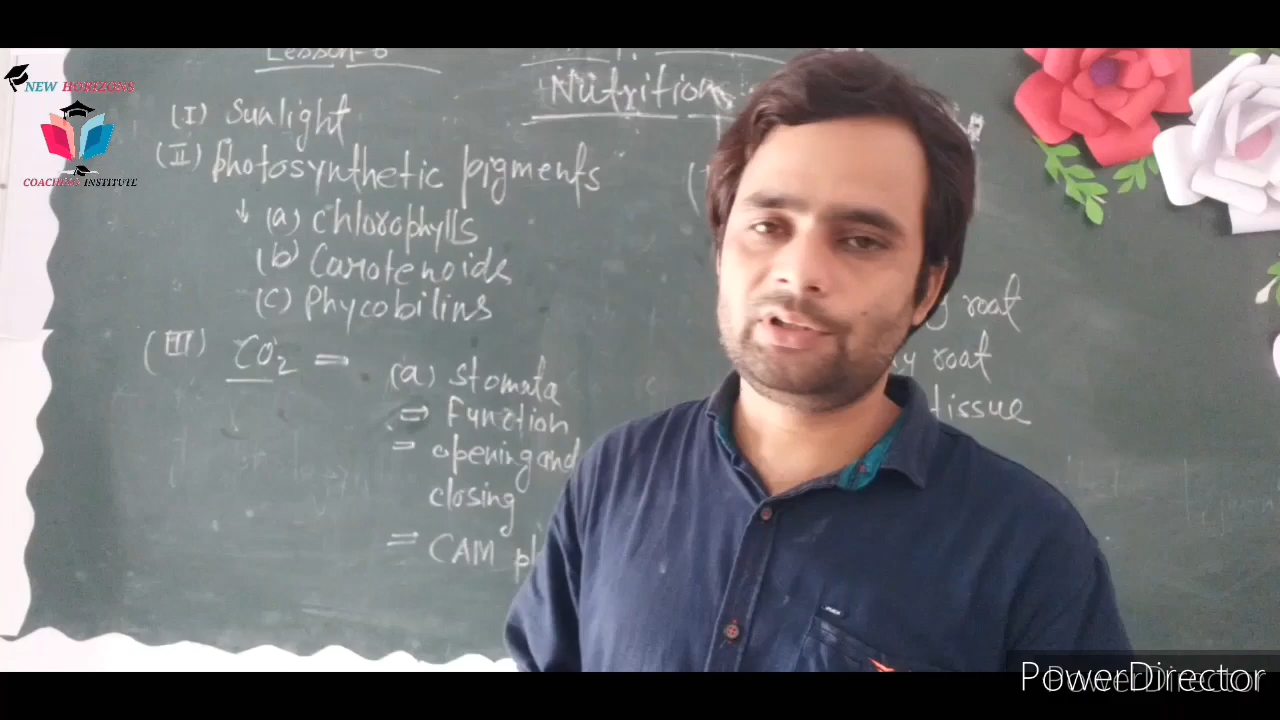 NEW HORIZONS
COACHING INSTITUTE
Lesson-6
Nutrition
(I) Sunlight
(II) Photosynthetic pigments
↓ (a) Chlorophylls
(b) Carotenoids
(c) Phycobilins
(III) CO2 =
(a) Stomata
⇒ Function
= opening and
closing
= CAM
root
root
tissue
PowerDirector